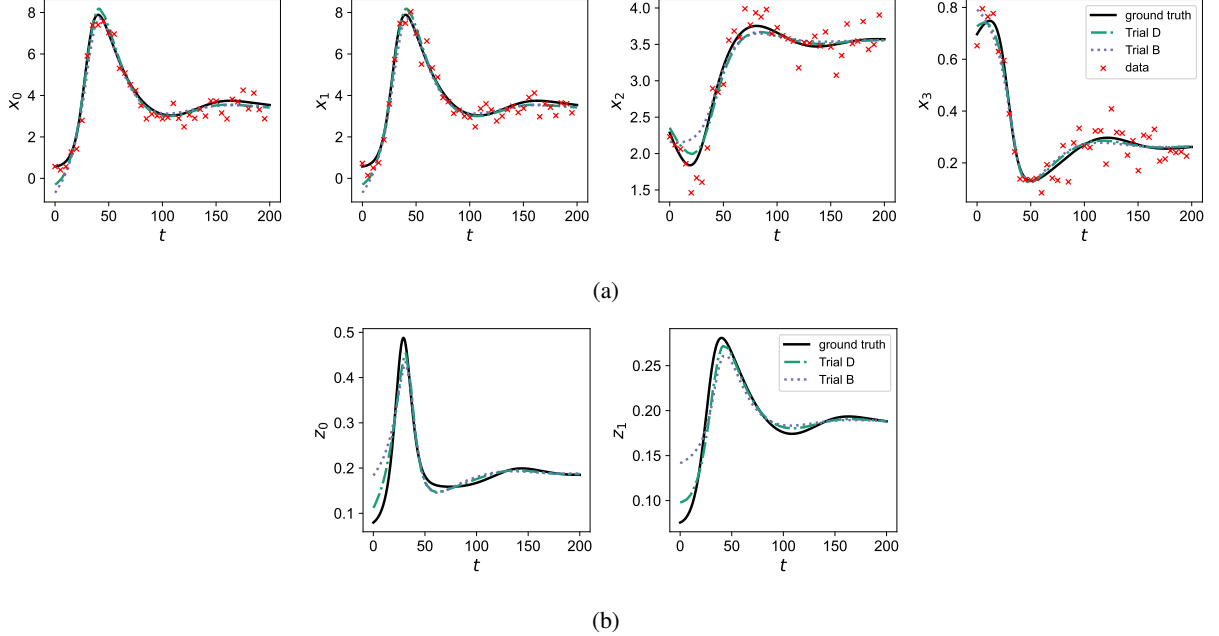 8
6
4
2
0
x0
0 50 100 150 200
t
8
6
4
2
0
x1
0 50 100 150 200
t
4.0
3.5
3.0
2.5
2.0
1.5
x2
0 50 100 150 200
t
0.8
0.6
0.4
0.2
x3
0 50 100 150 200
t
ground truth
Trial D
Trial B
data
(a)
0.5
0.4
0.3
0.2
0.1
z0
0 50 100 150 200
t
0.25
0.20
0.15
0.10
z1
0 50 100 150 200
t
ground truth
Trial D
Trial B
(b)